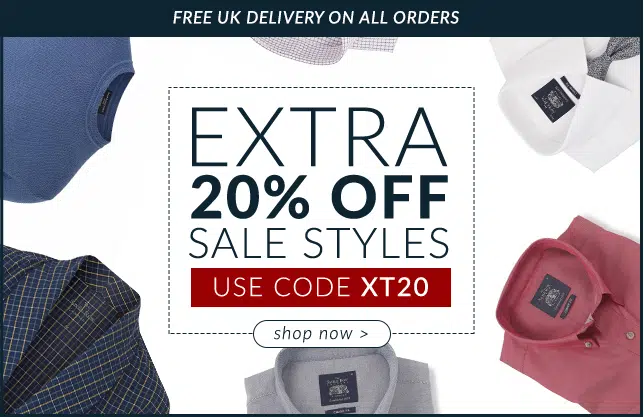 FREE UK DELIVERY ON ALL ORDERS
EXTRA
20% OFF
SALE STYLES
USE CODE XT20
shop now >